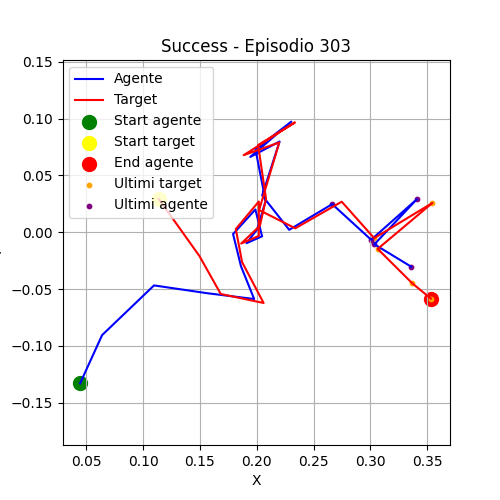 Success - Episodio 303
Agente
Target
Start agente
Start target
End agente
Ultimi target
Ultimi agente
0.15
0.10
0.05
0.00
−0.05
−0.10
−0.15
0.05
0.10
0.15
0.20
0.25
0.30
0.35
X